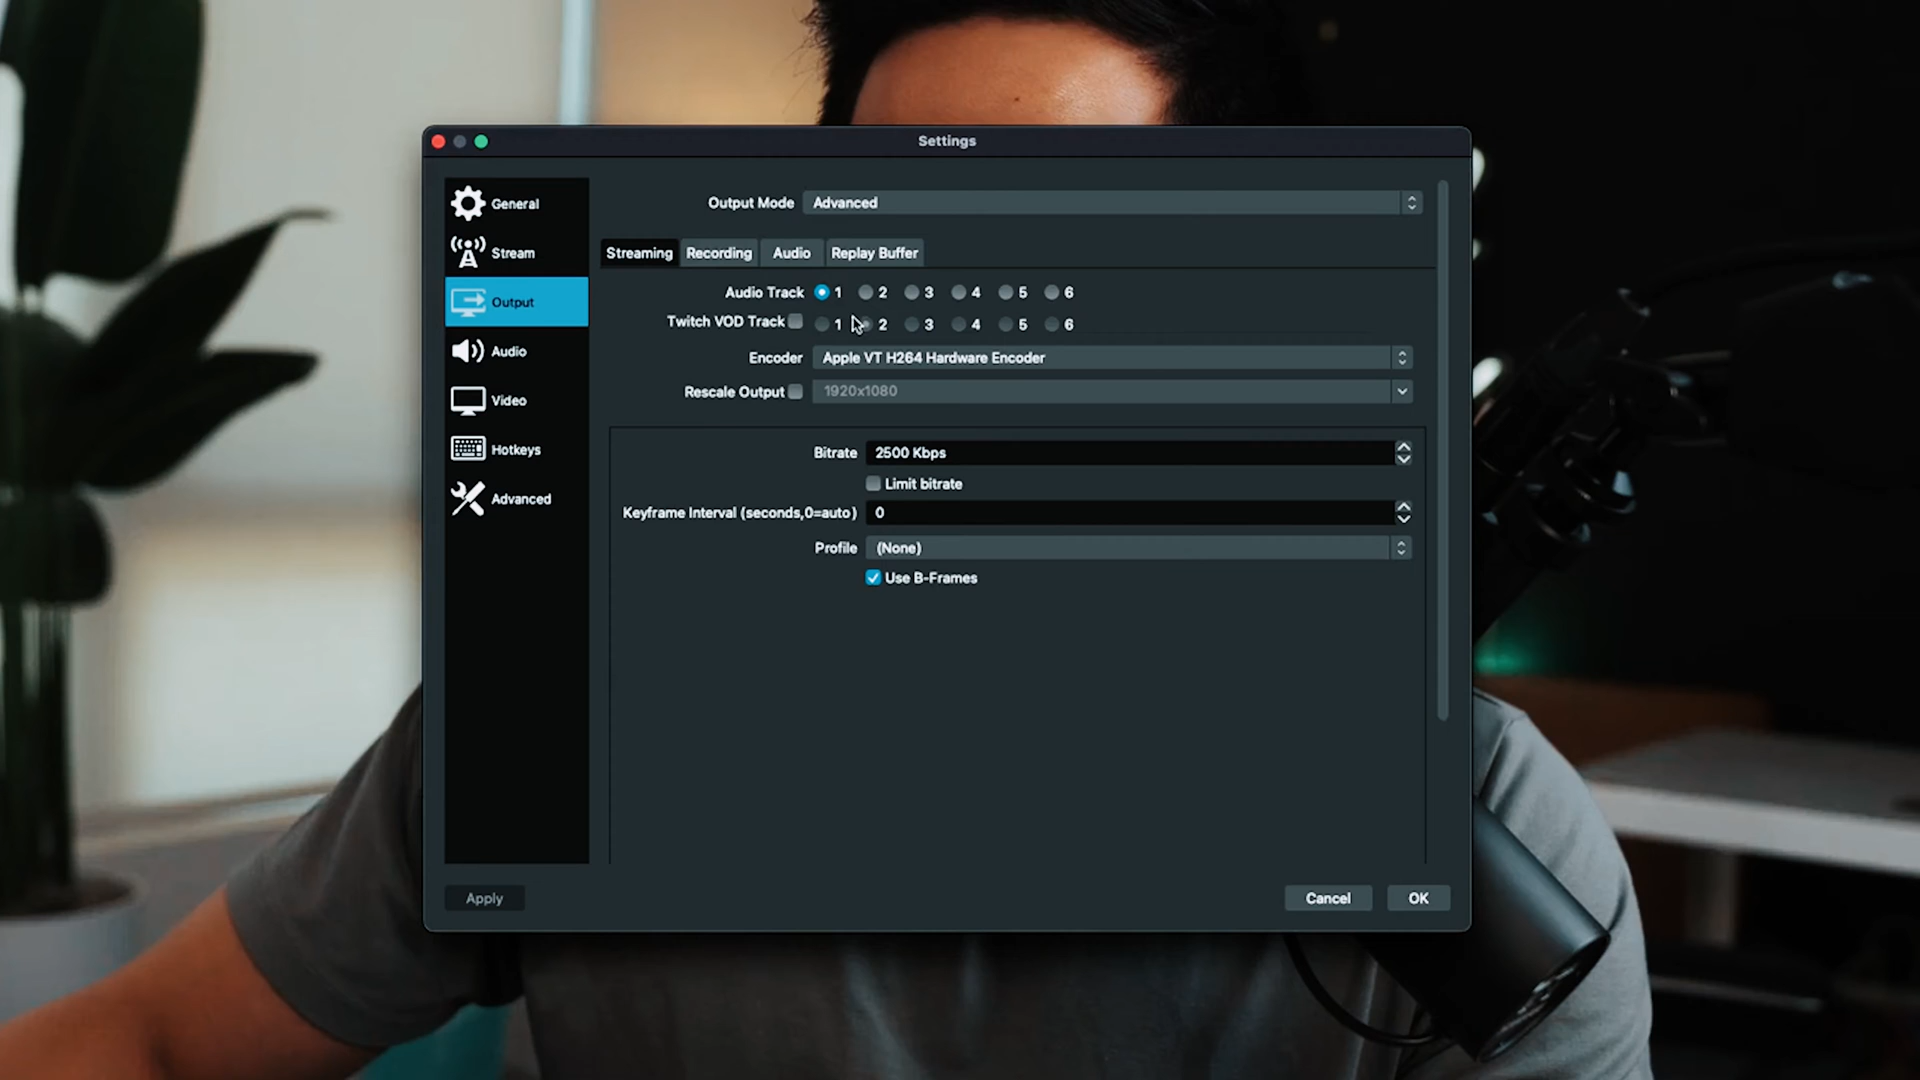 Settings
General
Stream
Output
Audio
Video
Hotkeys
Advanced
Output Mode Advanced
Streaming Recording Audio Replay Buffer
Audio Track 1 2 3 4 5 6
Twitch VOD Track 1 2 3 4 5 6
Encoder Apple VT H264 Hardware Encoder
Rescale Output 1920x1080
Bitrate 2500 Kbps
Limit bitrate
Keyframe Interval (seconds,0=auto) 0
Profile (None)
Use B-Frames
Apply Cancel OK